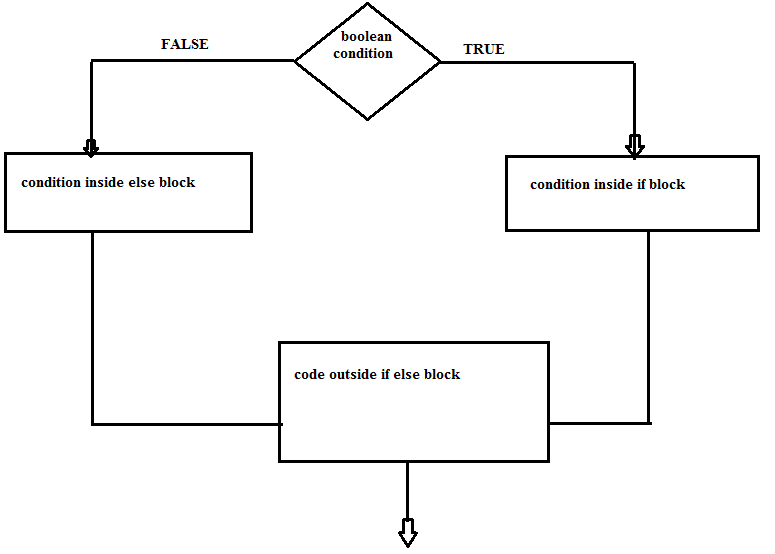 boolean
condition
FALSE
TRUE
condition inside else block
condition inside if block
code outside if else block